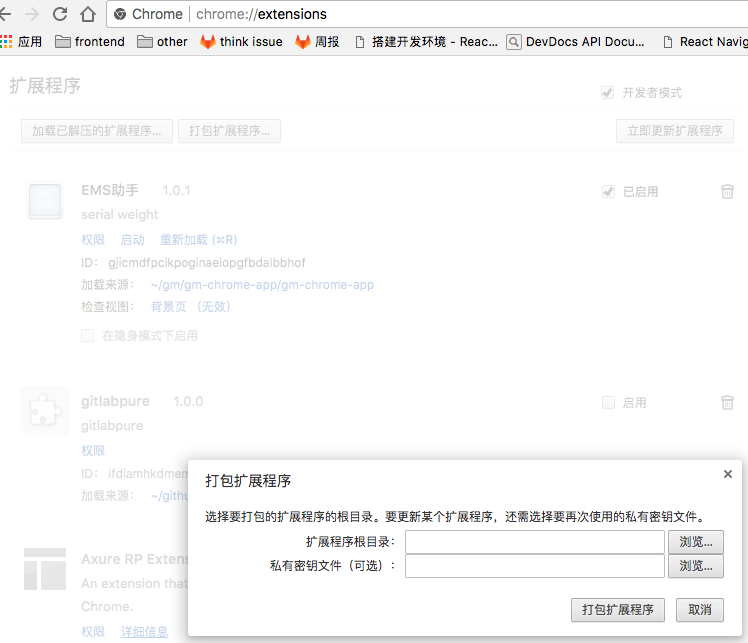 Chrome | chrome://extensions
应用 frontend other think issue 周报 搭建开发环境 - Reac... DevDocs API Docu... React Navig
扩展程序
开发者模式
加载已解压的扩展程序... 打包扩展程序... 立即更新扩展程序
EMS助手 1.0.1 已启用
serial weight
权限 启动 重新加载 (⌘R)
ID: gjicmdfpcikpoginaeiopgfbdalbbhof
加载来源: ~/gm/gm-chrome-app/gm-chrome-app
检查视图: 背景页 (无效)
在隐身模式下启用
gitlabpure 1.0.0 启用
gitlabpure
权限
ID: ifdiamhkdmem
加载来源: ~/githu
打包扩展程序
选择要打包的扩展程序的根目录。要更新某个扩展程序，还需选择要再次使用的私有密钥文件。
扩展程序根目录: 浏览...
私有密钥文件（可选）: 浏览...
打包扩展程序 取消
Axure RP Extens
An extension that
Chrome.
权限 详细信息